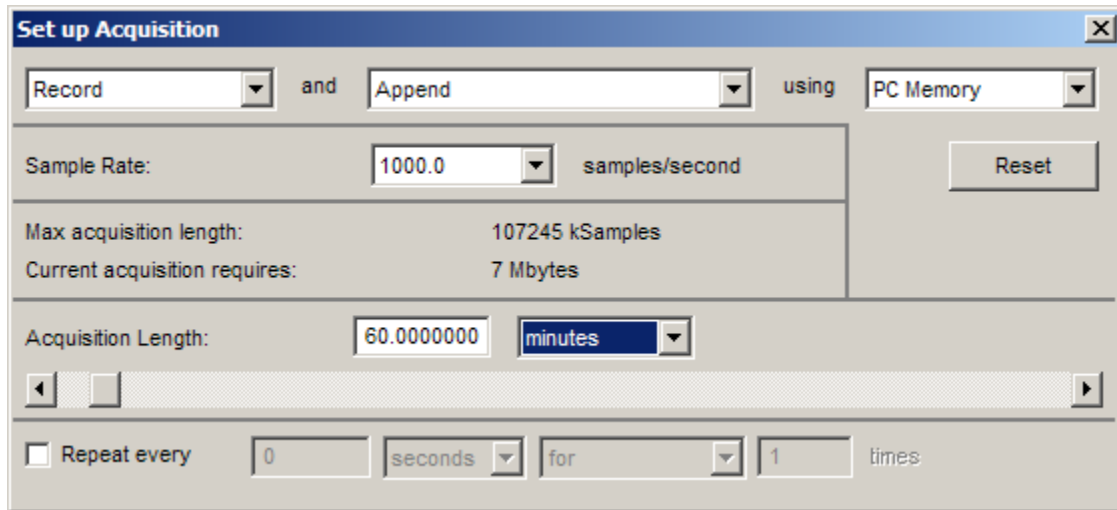 Set up Acquisition
Record and Append using PC Memory
Sample Rate: 1000.0 samples/second Reset
Max acquisition length: 107245 kSamples
Current acquisition requires: 7 Mbytes
Acquisition Length: 60.0000000 minutes
Repeat every 0 seconds for 1 times